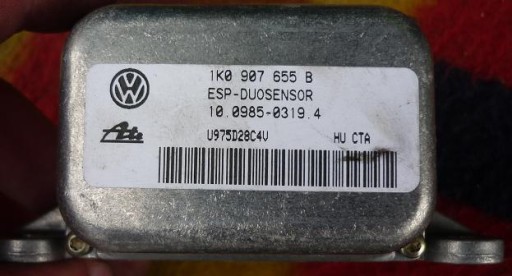 1K0 907 655 B
ESP-DUOSENSOR
10.0985-0319.4
Ate
U975D28C4V HU CTA